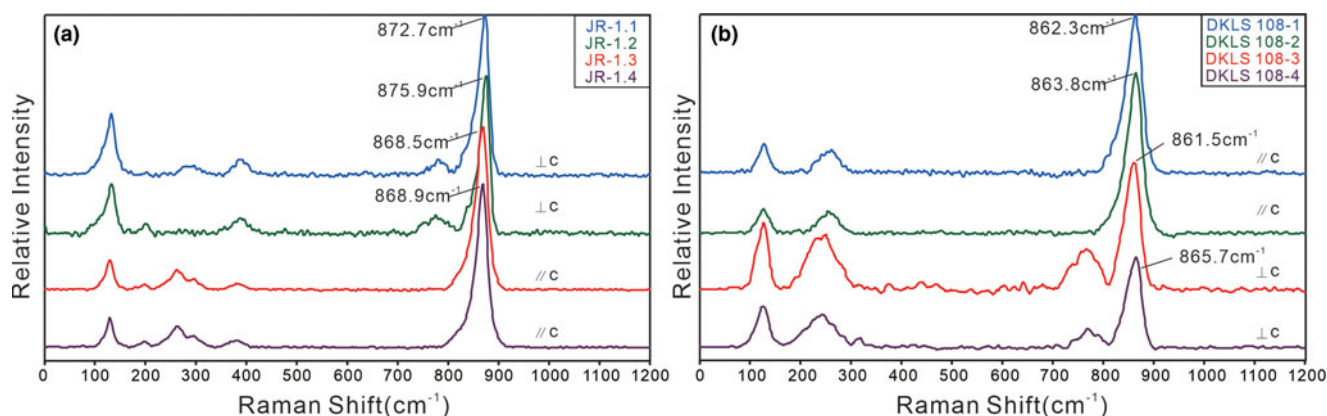 (a)
JR-1.1
JR-1.2
JR-1.3
JR-1.4
872.7cm⁻¹
875.9cm⁻¹
868.5cm⁻¹
868.9cm⁻¹
⊥c
⊥c
//c
//c
Relative Intensity
0 100 200 300 400 500 600 700 800 900 1000 1100 1200
Raman Shift(cm⁻¹)
(b)
DKLS 108-1
DKLS 108-2
DKLS 108-3
DKLS 108-4
862.3cm⁻¹
863.8cm⁻¹
861.5cm⁻¹
865.7cm⁻¹
//c
//c
⊥c
⊥c
Relative Intensity
0 100 200 300 400 500 600 700 800 900 1000 1100 1200
Raman Shift(cm⁻¹)